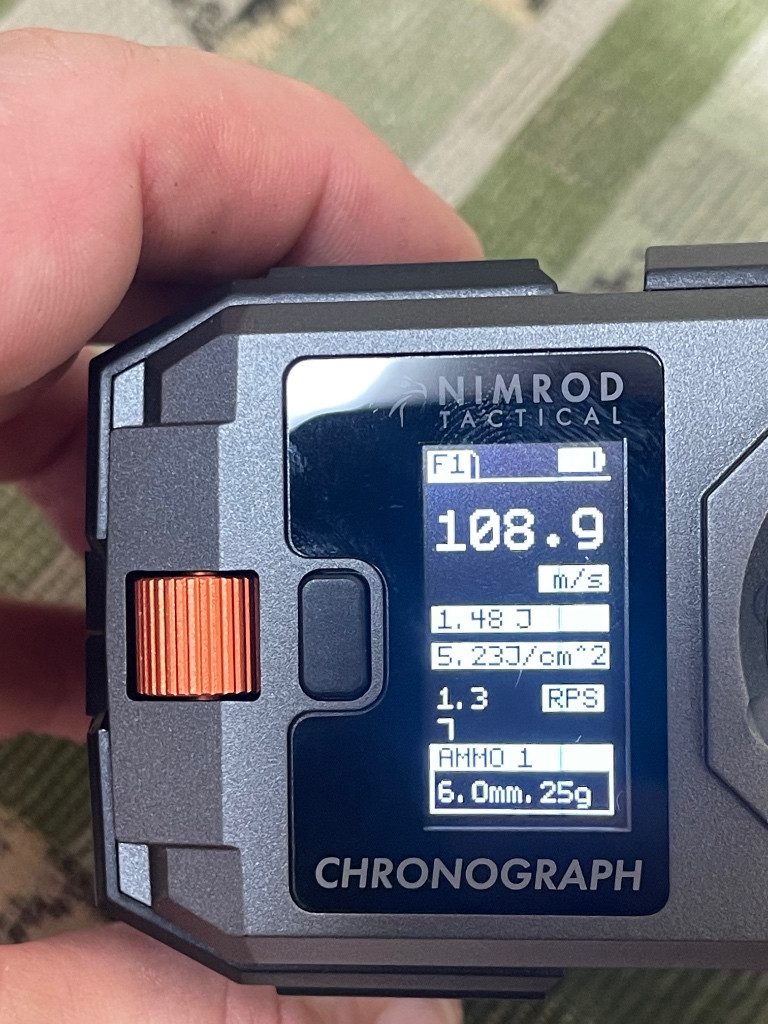 NIMROD
TACTICAL
F1
108.9
m/s
1.48 J
5.23J/cm^2
1.3 RPS
7
AMMO 1
6.0mm.25g
CHRONOGRAPH